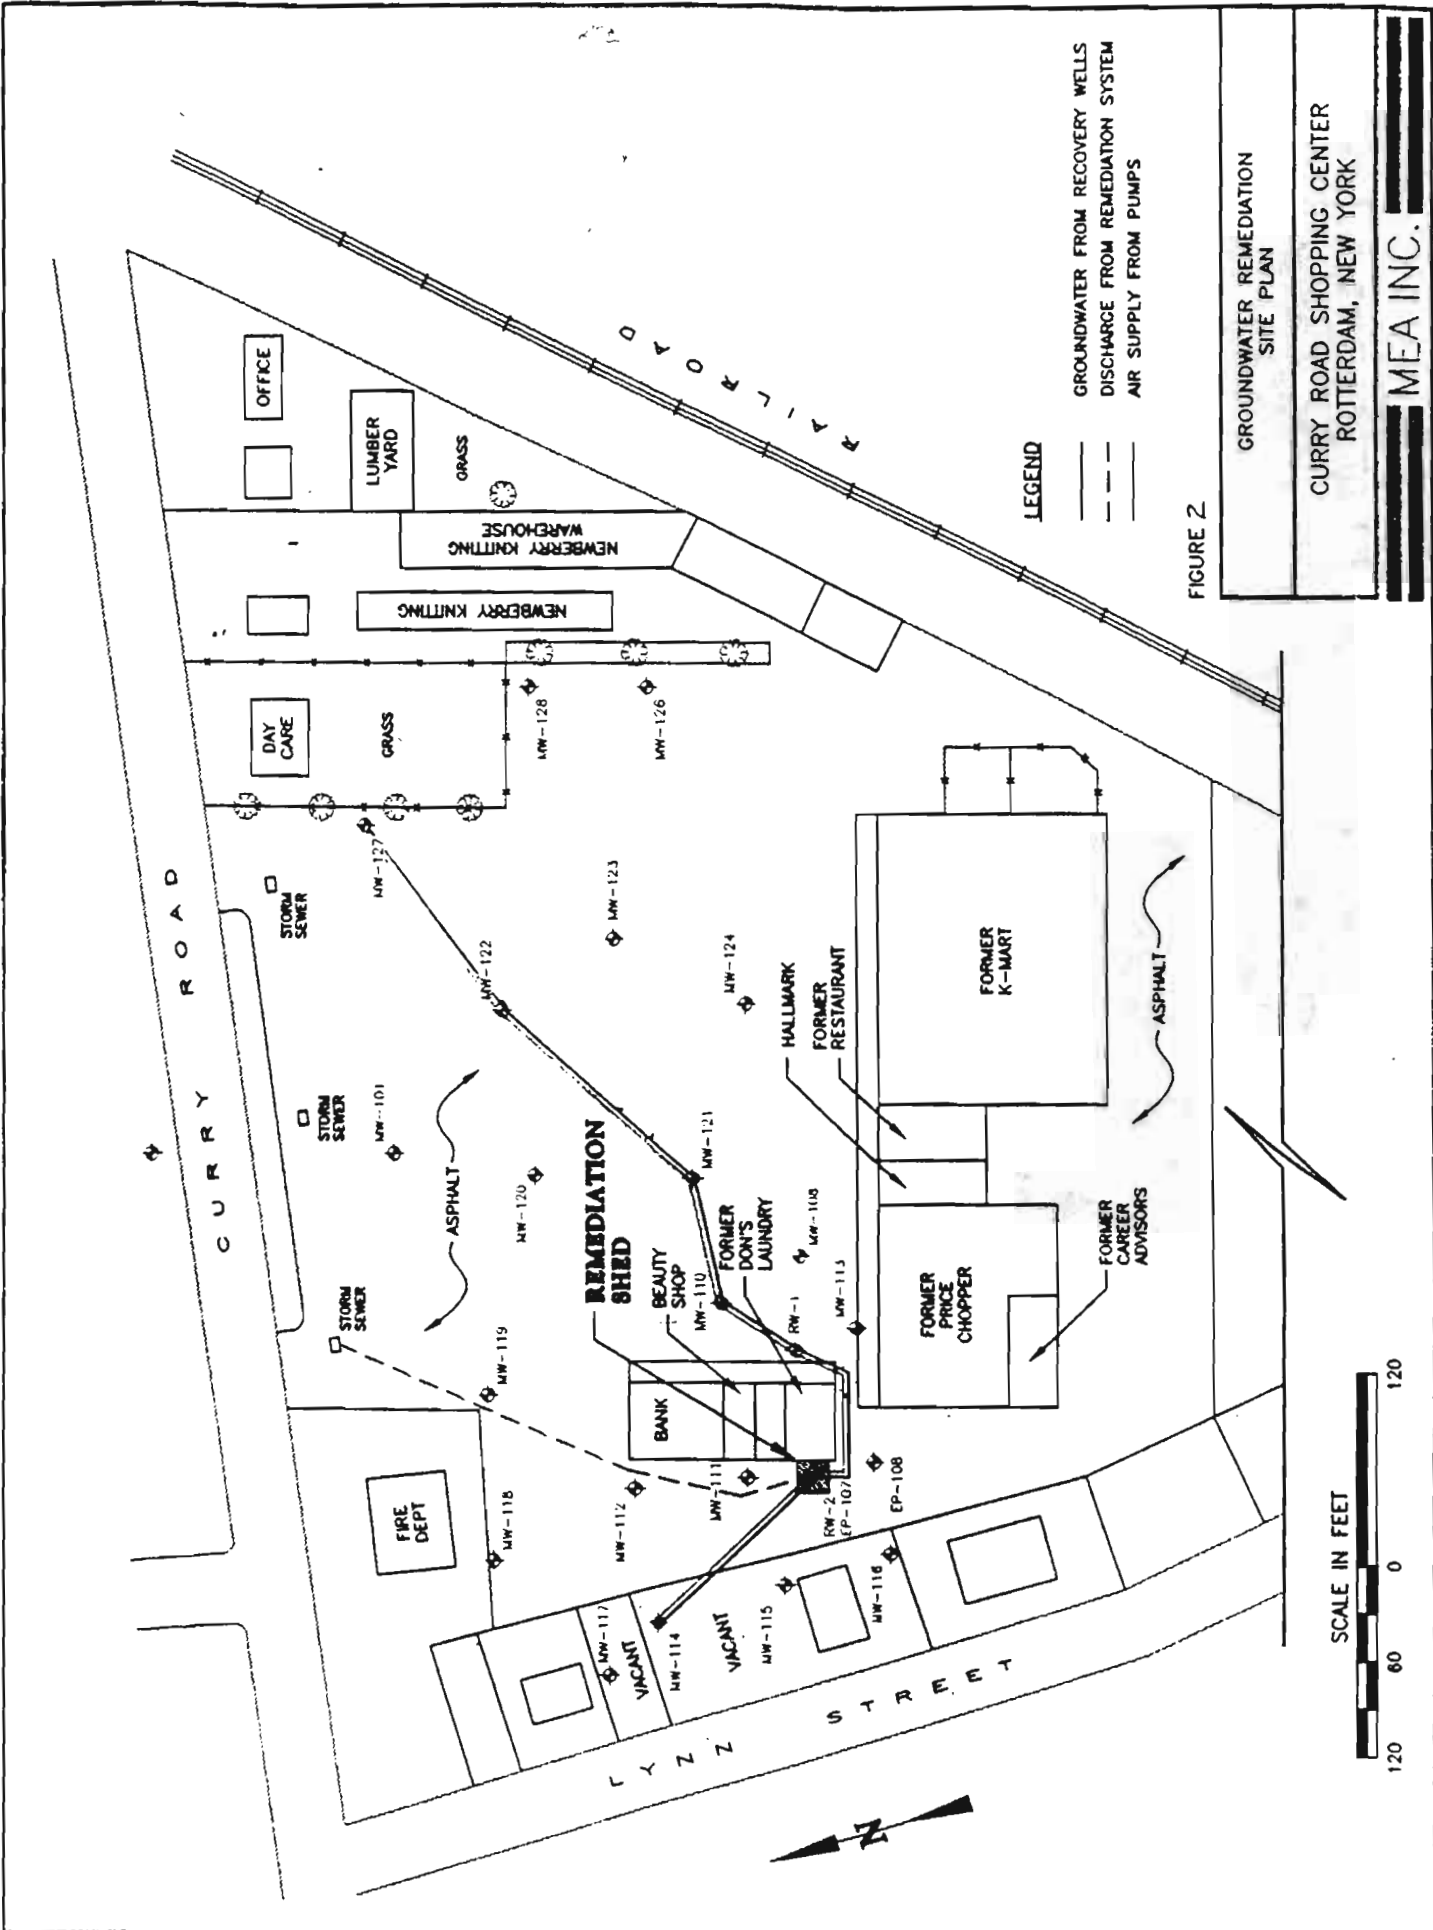 CURRY ROAD
STORM
SEWER
STORM
SEWER
STORM
SEWER
FIRE
DEPT
DAY
CARE
GRASS
OFFICE
LUMBER
YARD
GRASS
NEWBERRY KNITTING
NEWBERRY KNITTING
WAREHOUSE
RAILROAD
ASPHALT
MW-101
MW-118
MW-119
MW-120
MW-122
MW-127
MW-128
MW-126
MW-123
MW-124
MW-121
MW-110
MW-108
MW-113
RW-1
MW-112
MW-111
RW-2
EP-107
EP-108
MW-117
MW-114
MW-115
MW-116
REMEDIATION
SHED
BEAUTY
SHOP
FORMER
DON'S
LAUNDRY
BANK
VACANT
VACANT
LYNN STREET
HALLMARK
FORMER
RESTAURANT
FORMER
K-MART
FORMER
PRICE
CHOPPER
FORMER
CAREER
ADVISORS
ASPHALT
N
SCALE IN FEET
120 60 0 120
LEGEND
GROUNDWATER FROM RECOVERY WELLS
DISCHARGE FROM REMEDIATION SYSTEM
AIR SUPPLY FROM PUMPS
FIGURE 2
GROUNDWATER REMEDIATION
SITE PLAN
CURRY ROAD SHOPPING CENTER
ROTTERDAM, NEW YORK
MEA INC.